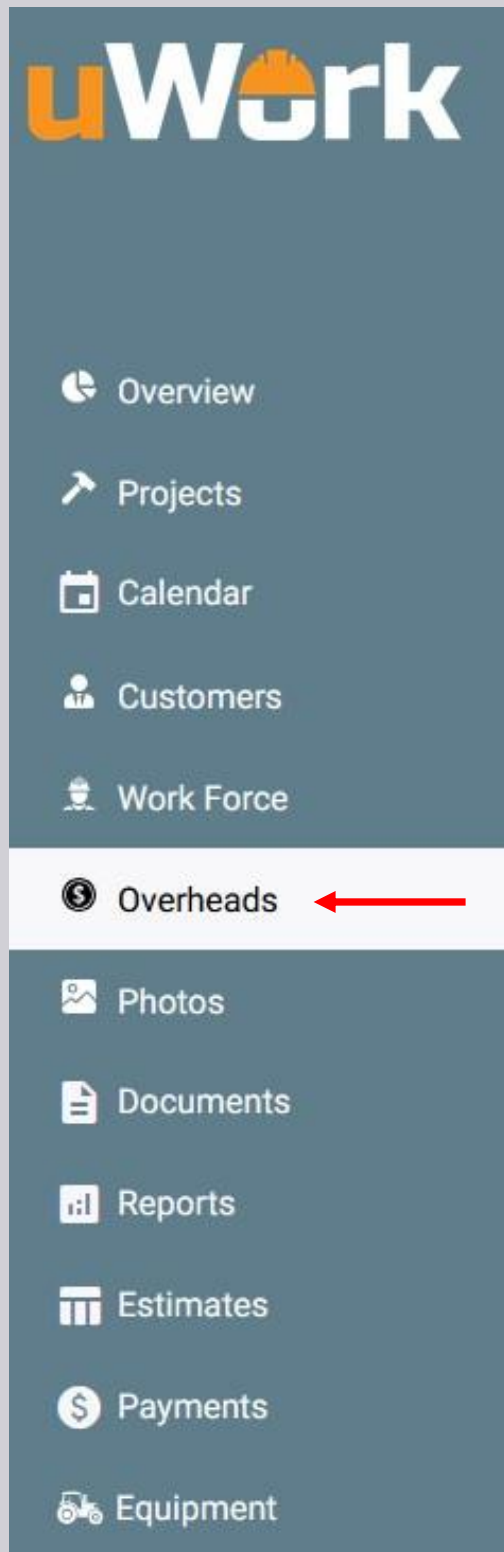 uWork
Overview
Projects
Calendar
Customers
Work Force
Overheads
Photos
Documents
Reports
Estimates
Payments
Equipment